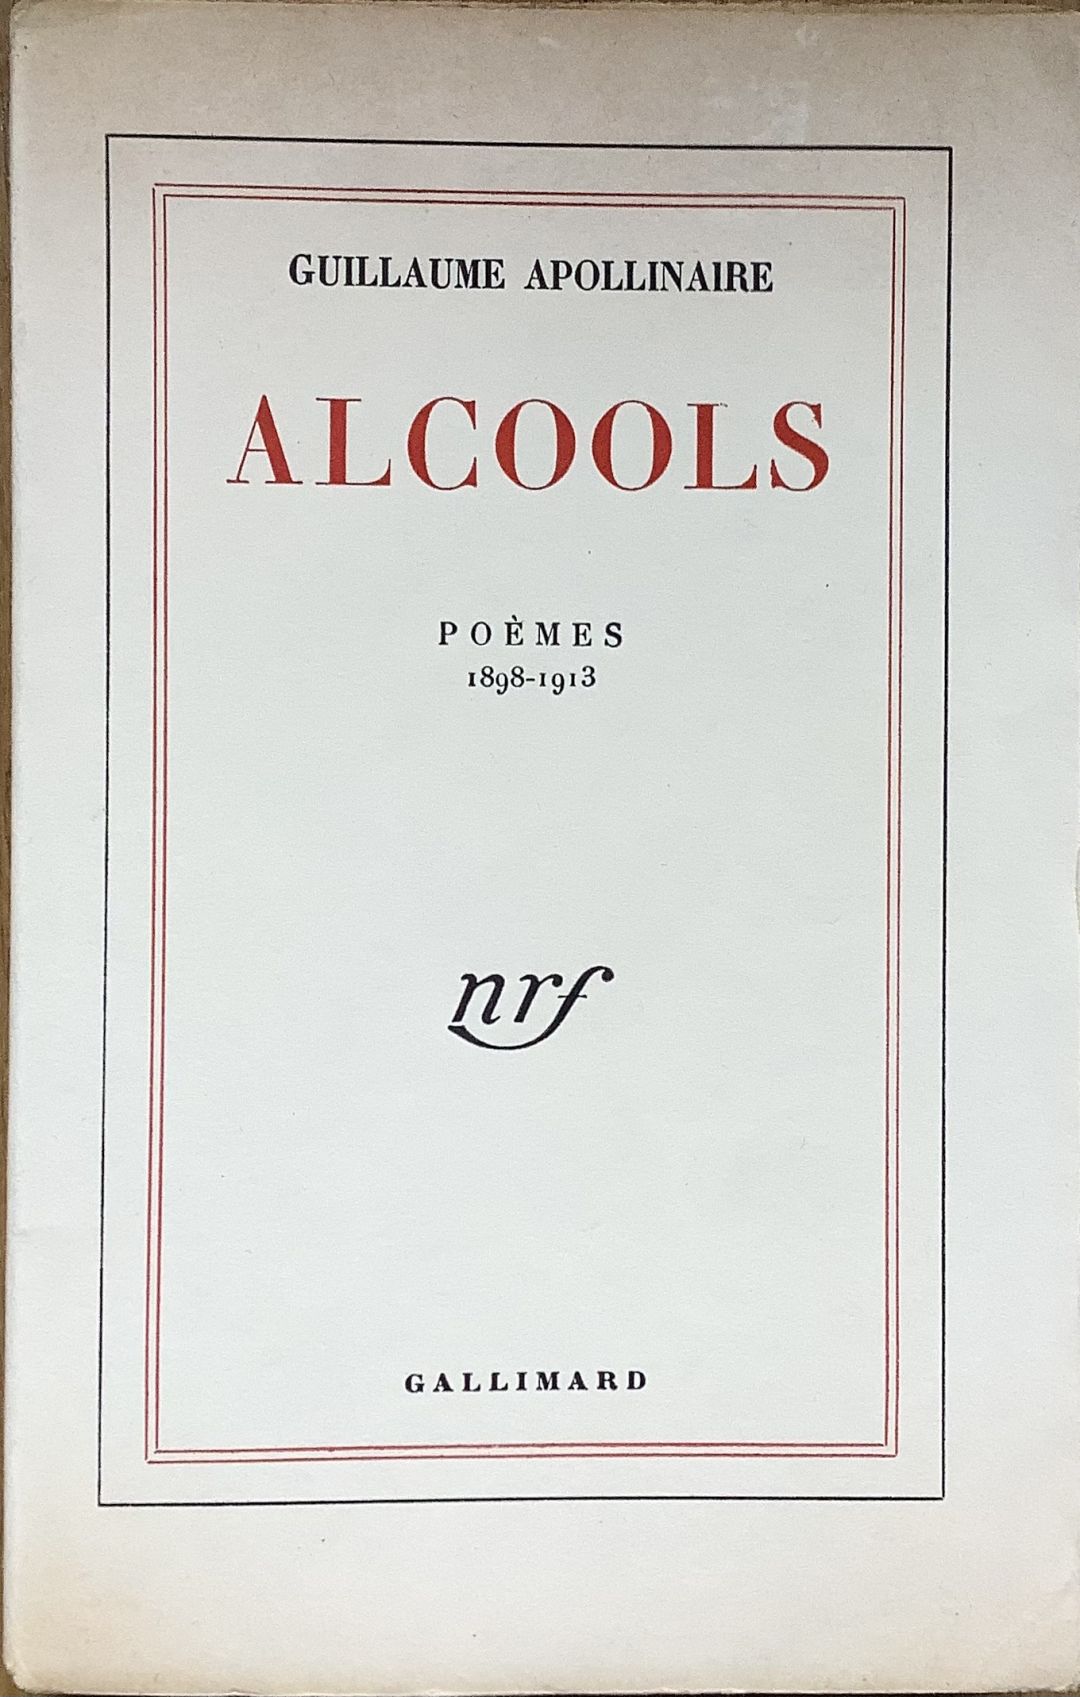 GUILLAUME APOLLINAIRE
ALCOOLS
POÈMES
1898-1913
nrf
GALLIMARD